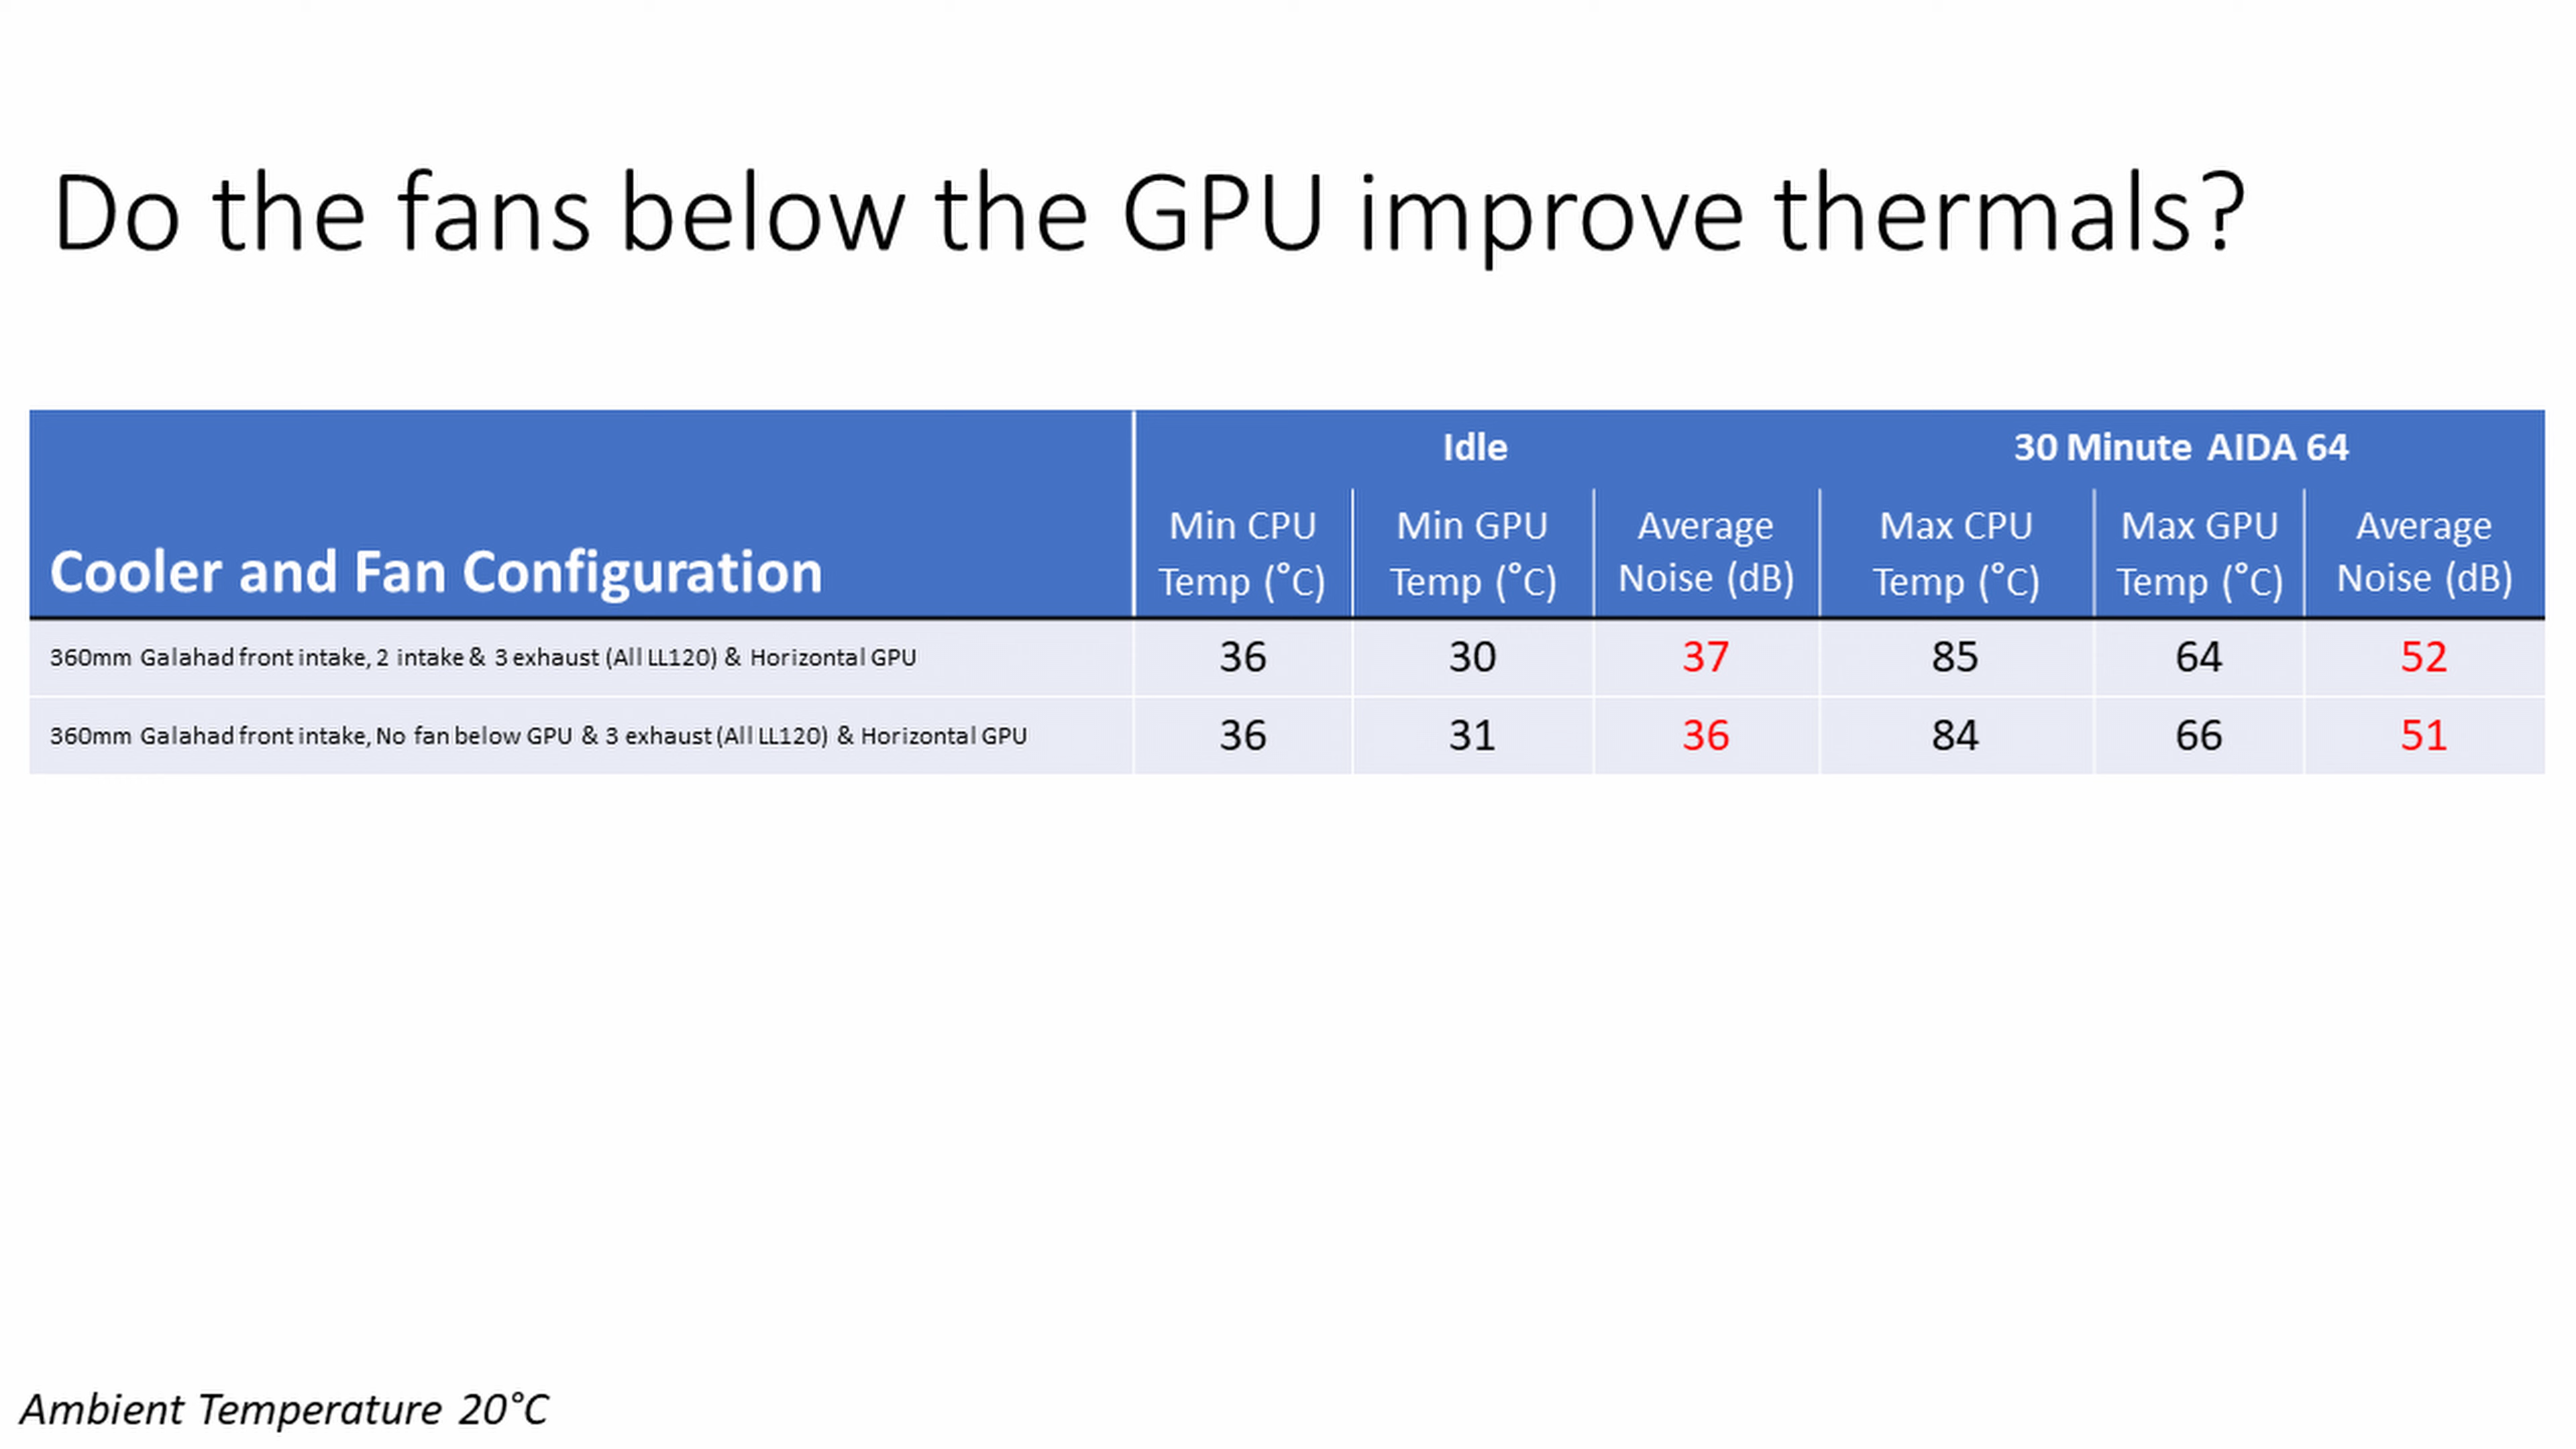 Do the fans below the GPU improve thermals?
Idle
30 Minute AIDA 64
Cooler and Fan Configuration
Min CPU
Temp (°C)
Min GPU
Temp (°C)
Average
Noise (dB)
Max CPU
Temp (°C)
Max GPU
Temp (°C)
Average
Noise (dB)
360mm Galahad front intake, 2 intake & 3 exhaust (All LL120) & Horizontal GPU 36 30 37 85 64 52
360mm Galahad front intake, No fan below GPU & 3 exhaust (All LL120) & Horizontal GPU 36 31 36 84 66 51
Ambient Temperature 20°C